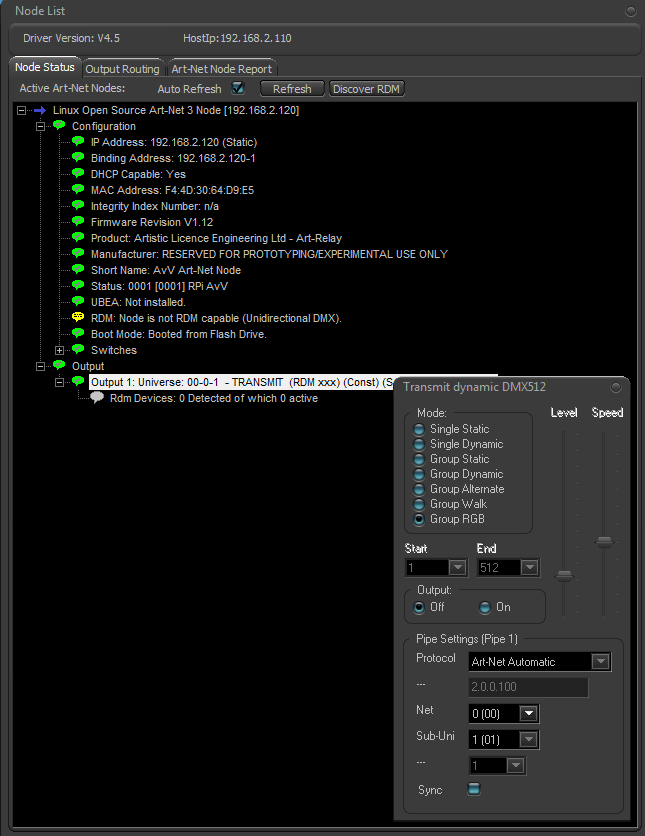 Node List
Driver Version: V4.5 HostIp:192.168.2.110
Node Status Output Routing Art-Net Node Report
Active Art-Net Nodes: Auto Refresh Refresh Discover RDM
Linux Open Source Art-Net 3 Node [192.168.2.120]
Configuration
IP Address: 192.168.2.120 (Static)
Binding Address: 192.168.2.120-1
DHCP Capable: Yes
MAC Address: F4:4D:30:64:D9:E5
Integrity Index Number: n/a
Firmware Revision V1.12
Product: Artistic Licence Engineering Ltd - Art-Relay
Manufacturer: RESERVED FOR PROTOTYPING/EXPERIMENTAL USE ONLY
Short Name: AvV Art-Net Node
Status: 0001 [0001] RPi AvV
UBEA: Not installed.
RDM: Node is not RDM capable (Unidirectional DMX).
Boot Mode: Booted from Flash Drive.
Switches
Output
Output 1: Universe: 00-0-1 - TRANSMIT (RDM xxx) (Const) (S
Rdm Devices: 0 Detected of which 0 active
Transmit dynamic DMX512
Mode: Level Speed
Single Static
Single Dynamic
Group Static
Group Dynamic
Group Alternate
Group Walk
Group RGB
Start End
1 512
Output:
Off On
Pipe Settings (Pipe 1)
Protocol Art-Net Automatic
--- 2.0.0.100
Net 0 (00)
Sub-Uni 1 (01)
--- 1
Sync